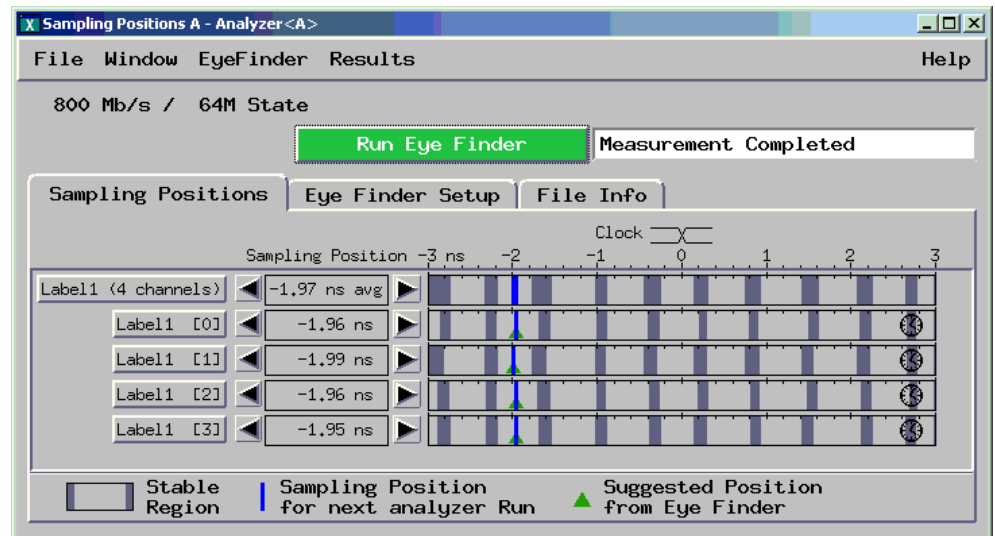 X Sampling Positions A - Analyzer<A>
File Window EyeFinder Results Help
800 Mb/s / 64M State
Run Eye Finder Measurement Completed
Sampling Positions Eye Finder Setup File Info
Clock
Sampling Position -3 ns -2 -1 0 1 2 3
Label1 (4 channels) -1.97 ns avg
Label1 [0] -1.96 ns
Label1 [1] -1.99 ns
Label1 [2] -1.96 ns
Label1 [3] -1.95 ns
Stable Sampling Position Suggested Position
Region for next analyzer Run from Eye Finder